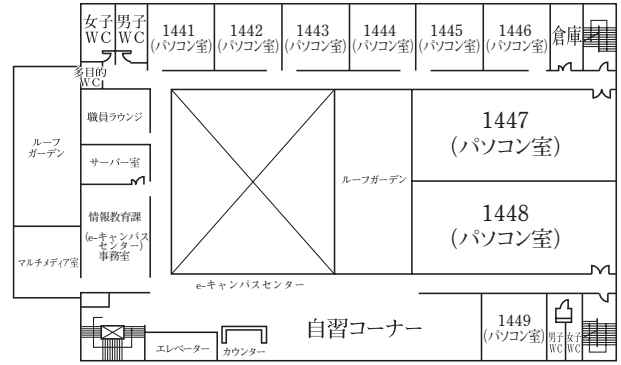 女子
WC
男子
WC
1441
(パソコン室)
1442
(パソコン室)
1443
(パソコン室)
1444
(パソコン室)
1445
(パソコン室)
1446
(パソコン室)
倉庫
多目的
WC
職員ラウンジ
ルーフ
ガーデン
サーバー室
ルーフガーデン
1447
(パソコン室)
1448
(パソコン室)
情報教育課
(e-キャンパス
センター)
事務室
マルチメディア室
e-キャンパスセンター
自習コーナー
エレベーター
カウンター
1449
(パソコン室)
男子
WC
女子
WC